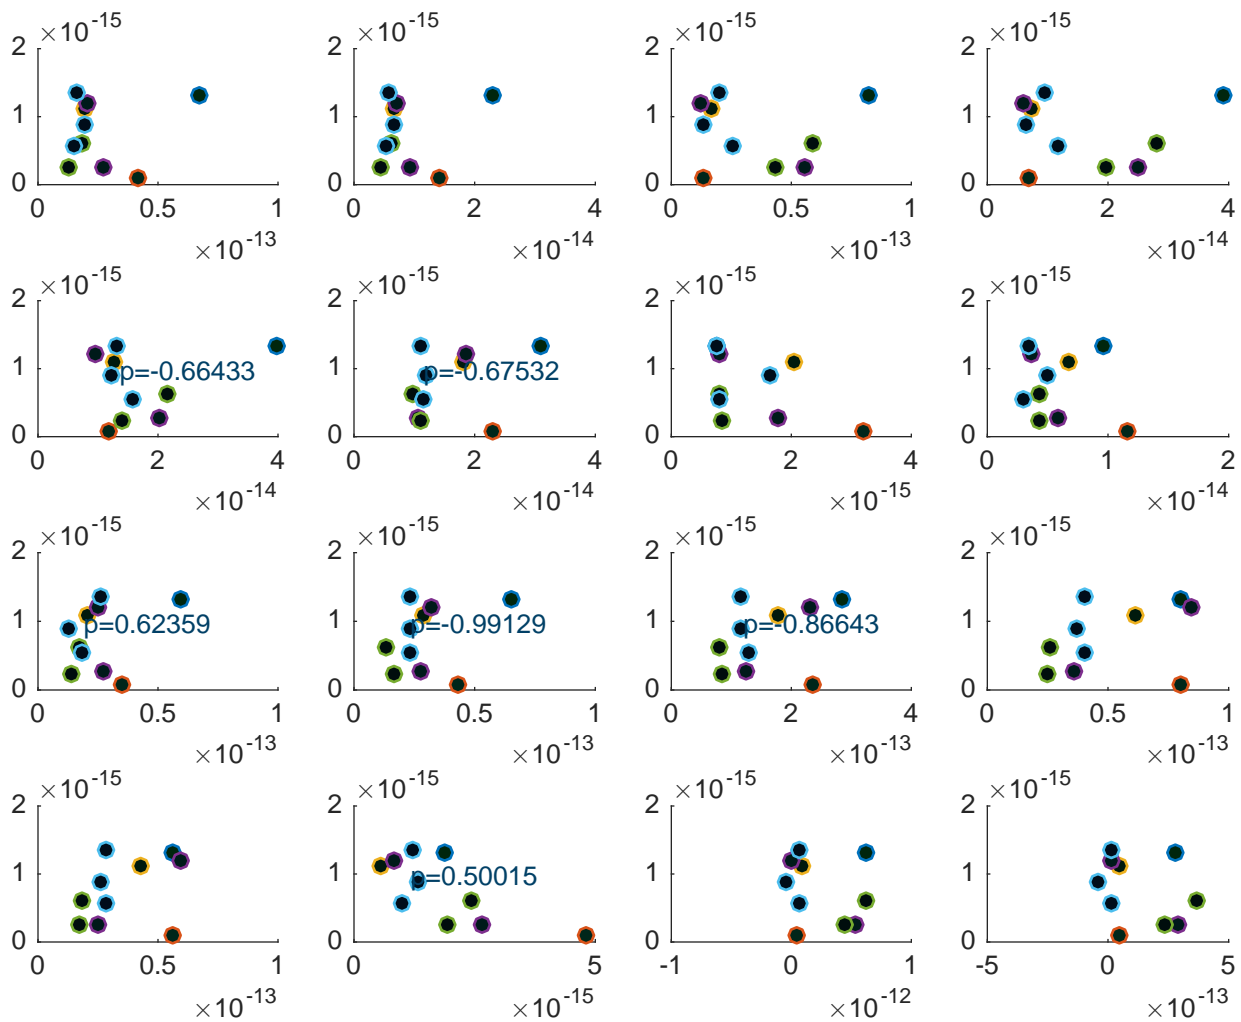 ×10-15 ×10-15 ×10-15 ×10-15
2 2 2 2
1 1 1 1
0 0 0 0
0 0.5 1 0 2 4 0 0.5 1 0 2 4
×10-13 ×10-14 ×10-13 ×10-14
×10-15 ×10-15 ×10-15 ×10-15
2 2 2 2
1 p=-0.66433 1 p=-0.67532 1 1
0 0 0 0
0 2 4 0 2 4 0 2 4 0 1 2
×10-14 ×10-14 ×10-15 ×10-14
×10-15 ×10-15 ×10-15 ×10-15
2 2 2 2
1 p=0.62359 1 p=-0.99129 1 p=-0.86643 1
0 0 0 0
0 0.5 1 0 0.5 1 0 2 4 0 0.5 1
×10-13 ×10-13 ×10-13 ×10-13
×10-15 ×10-15 ×10-15 ×10-15
2 2 2 2
1 1 p=0.50015 1 1
0 0 0 0
0 0.5 1 0 5 -1 0 1 -5 0 5
×10-13 ×10-15 ×10-12 ×10-13